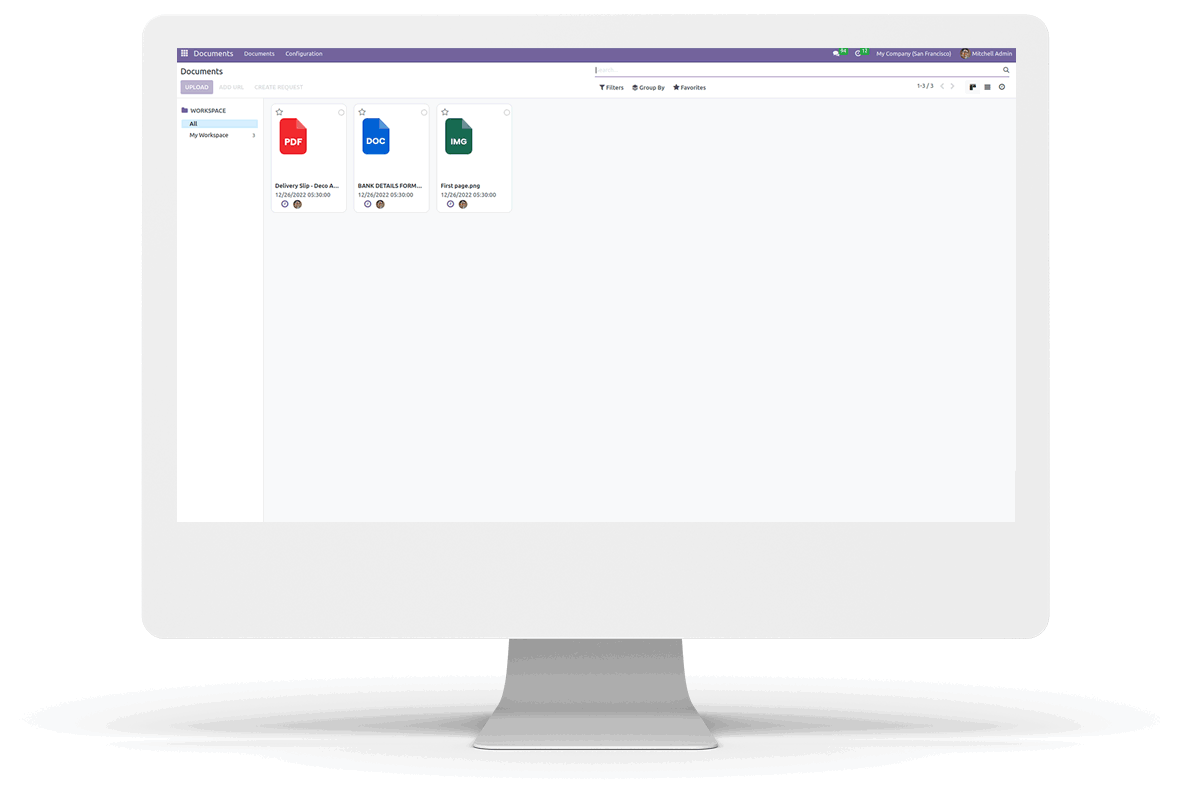 Documents Documents Configuration My Company (San Francisco) Mitchell Admin
Documents
Search...
UPLOAD ADD URL CREATE REQUEST
Filters Group By Favorites 1-3 / 3
WORKSPACE
All
My Workspace 3
PDF DOC IMG
Delivery Slip - Deco A... BANK DETAILS FORM... First page.png
12/26/2022 05:30:00 12/26/2022 05:30:00 12/26/2022 05:30:00